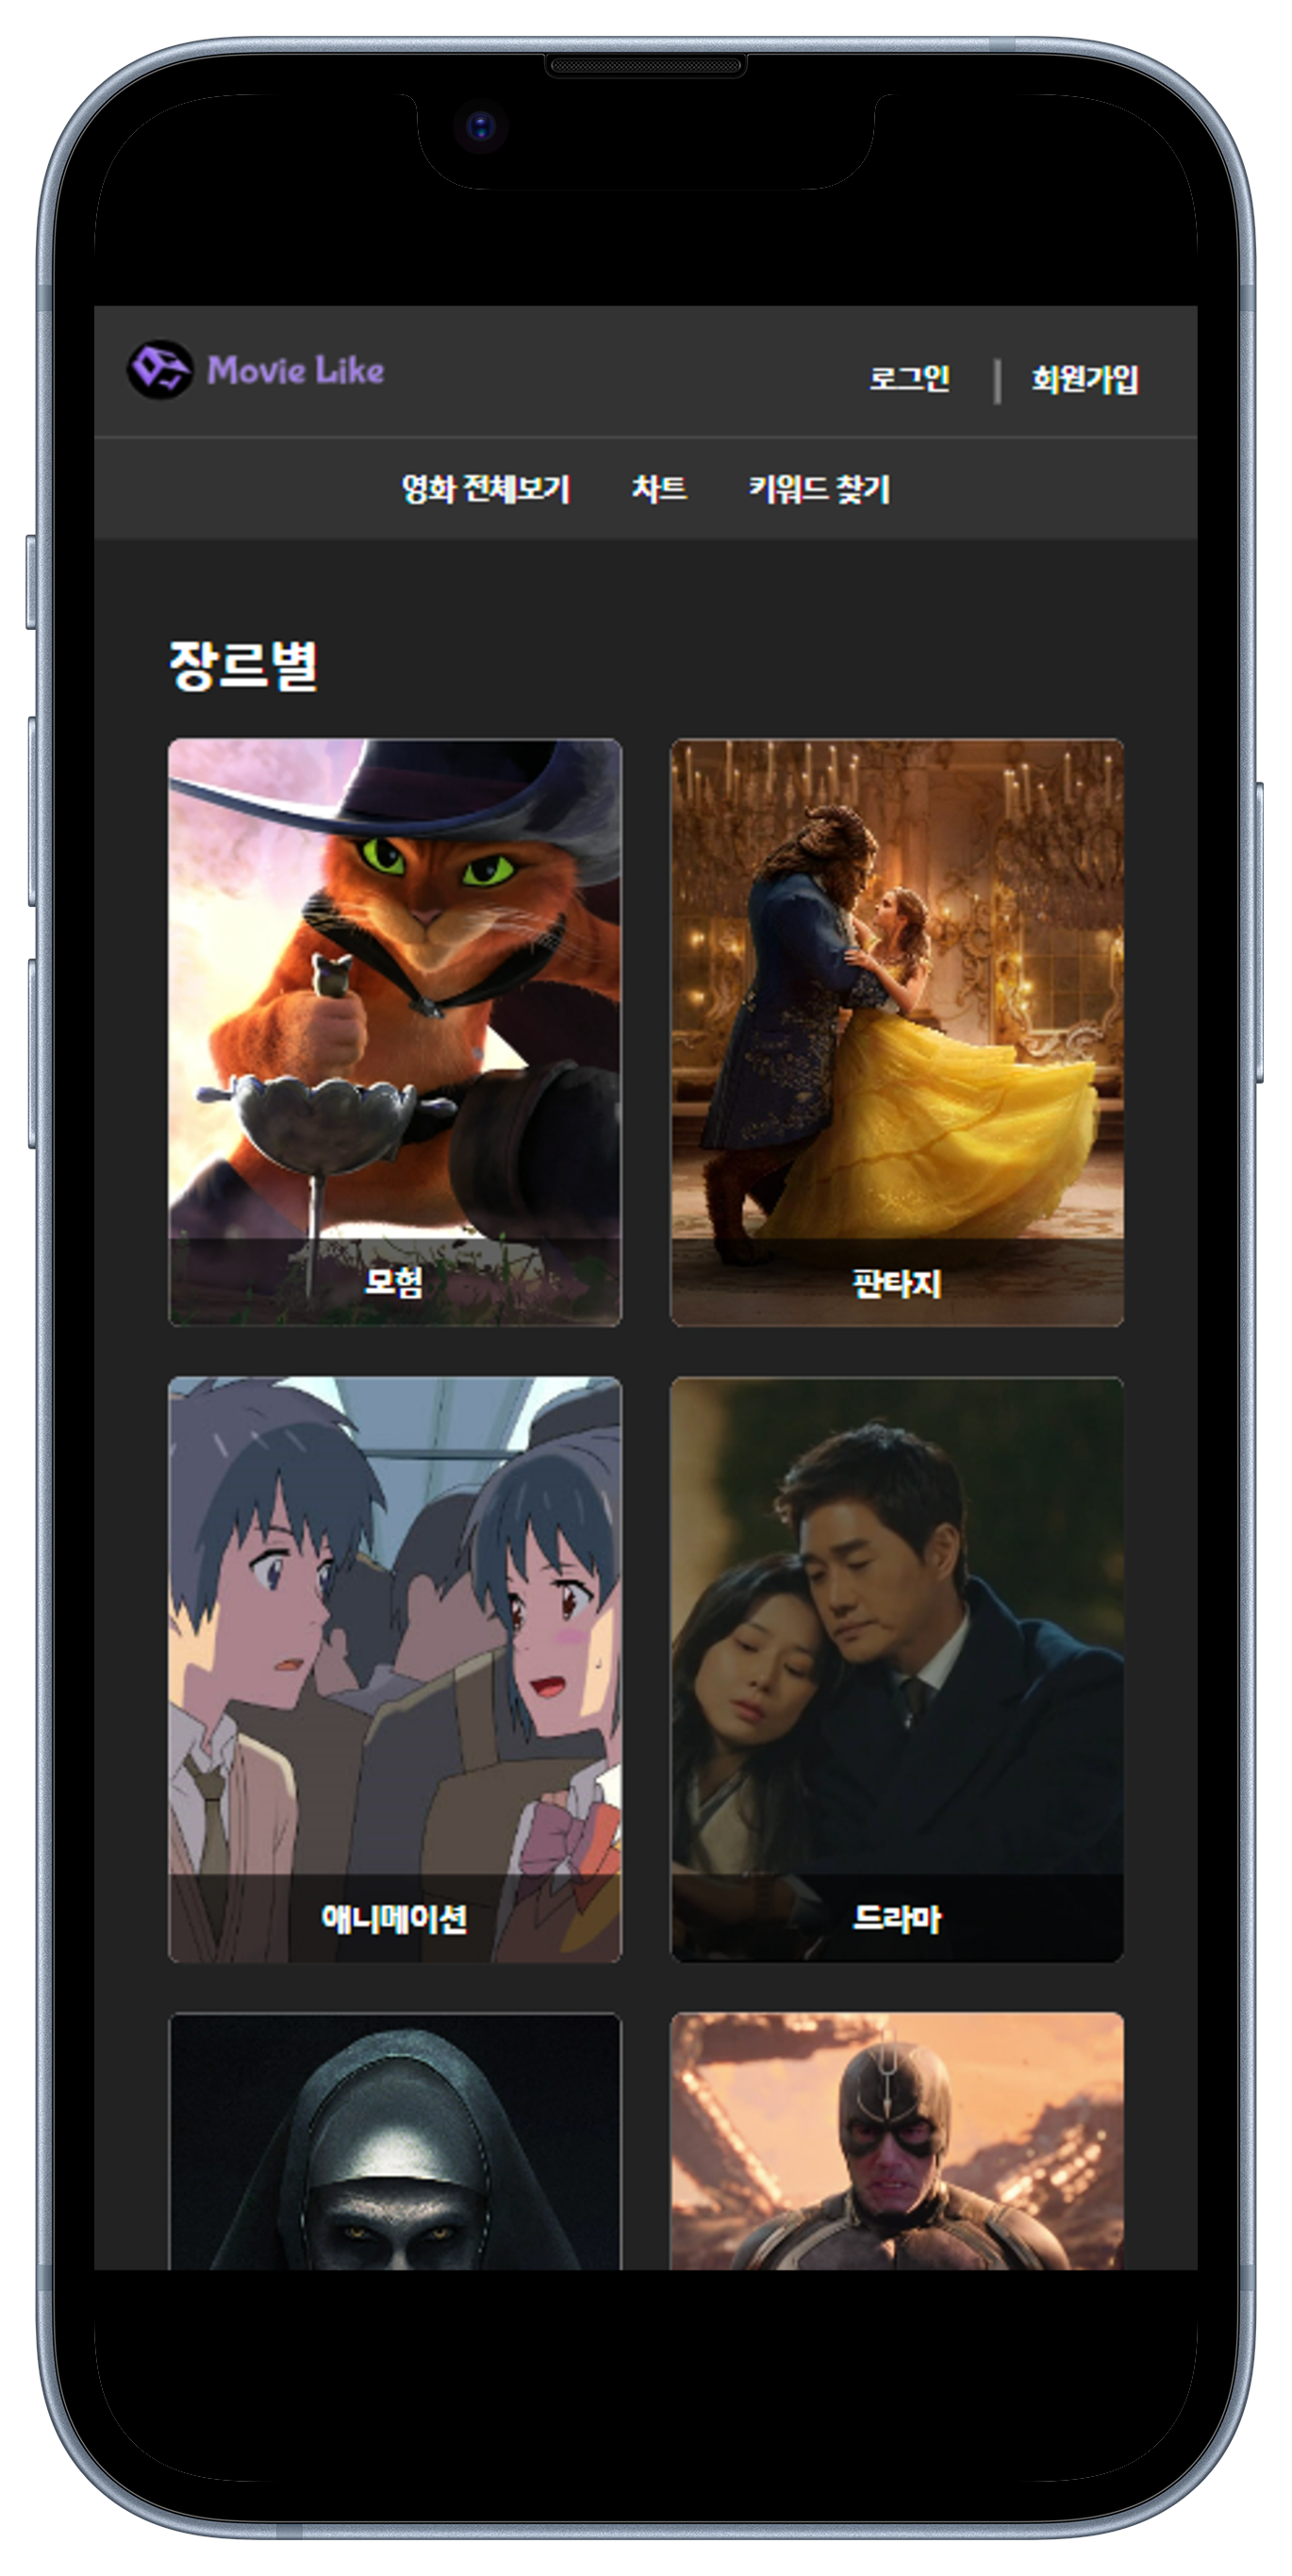 Movie Like
로그인 | 회원가입
영화 전체보기 차트 키워드 찾기
장르별
모험 판타지
애니메이션 드라마